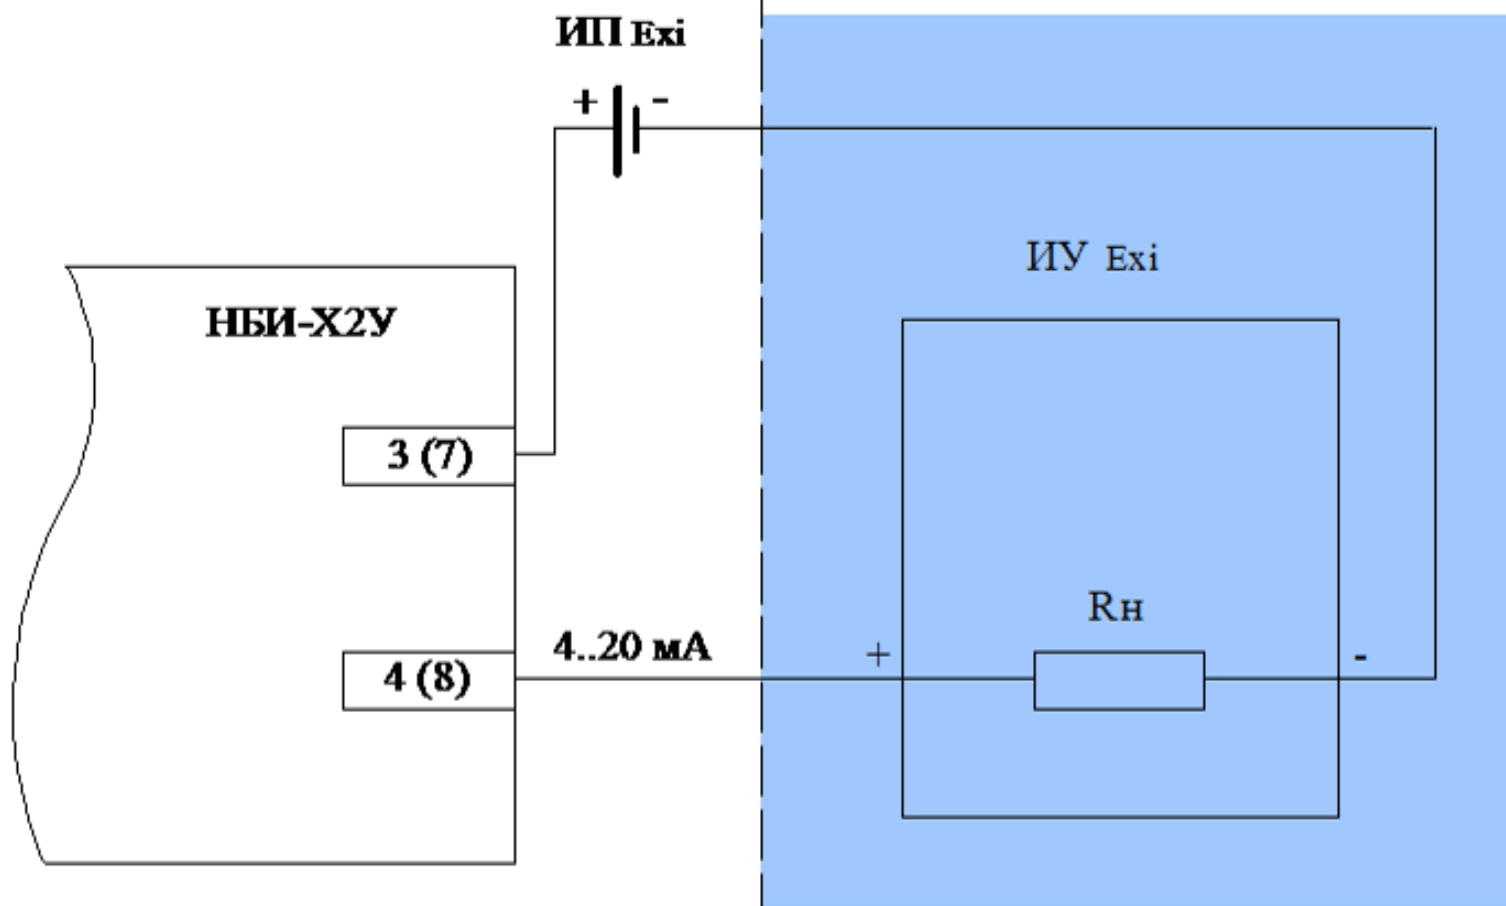 ИП Exi
+ -
ИУ Exi
НБИ-Х2У
3 (7)
Rн
4..20 мА
+ -
4 (8)